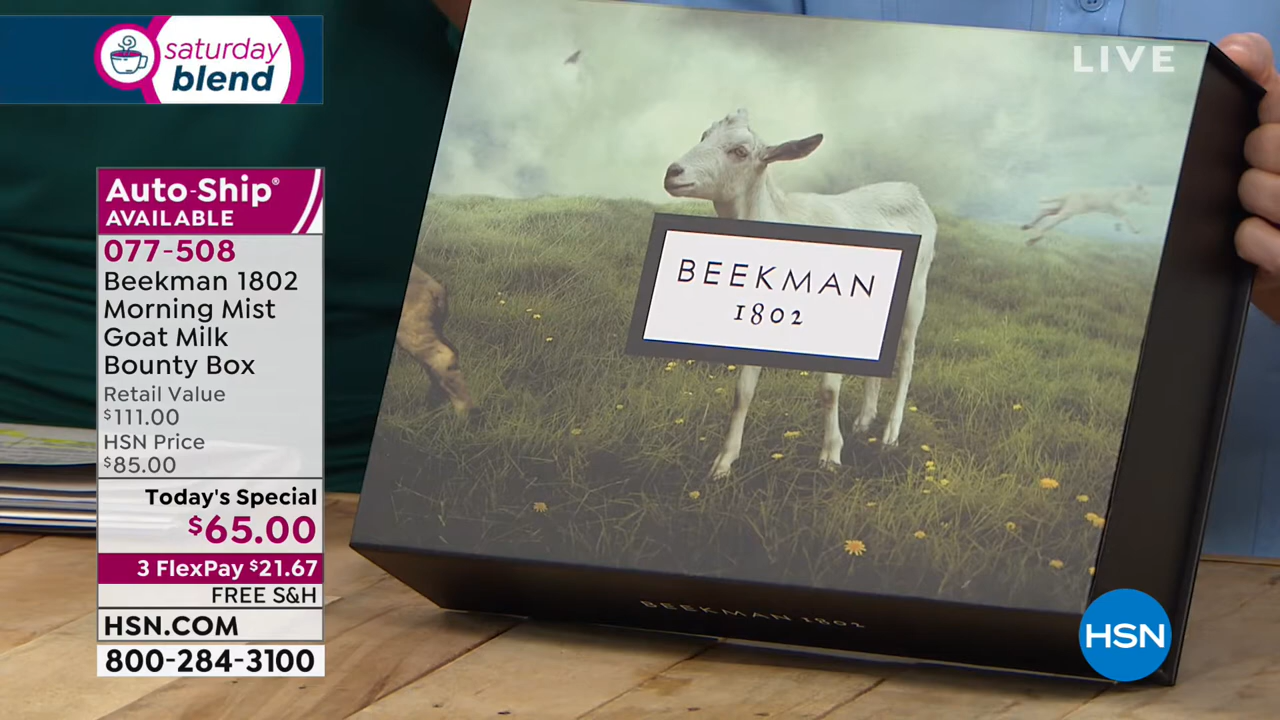 saturday
blend
LIVE
Auto-Ship®
AVAILABLE
077-508
Beekman 1802
Morning Mist
Goat Milk
Bounty Box
Retail Value
$111.00
HSN Price
$85.00
Today's Special
$65.00
3 FlexPay $21.67
FREE S&H
HSN.COM
800-284-3100
BEEKMAN
1802
BEEKMAN 1802
HSN